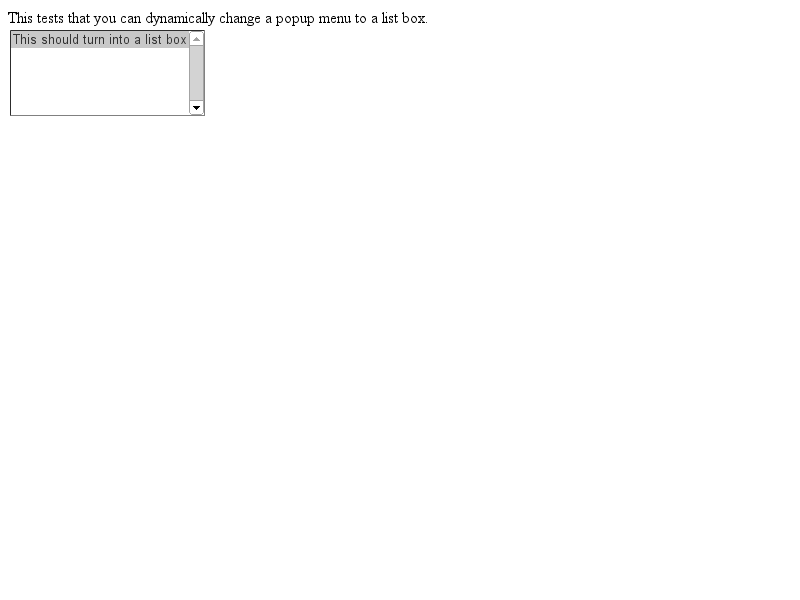 This tests that you can dynamically change a popup menu to a list box.
This should turn into a list box